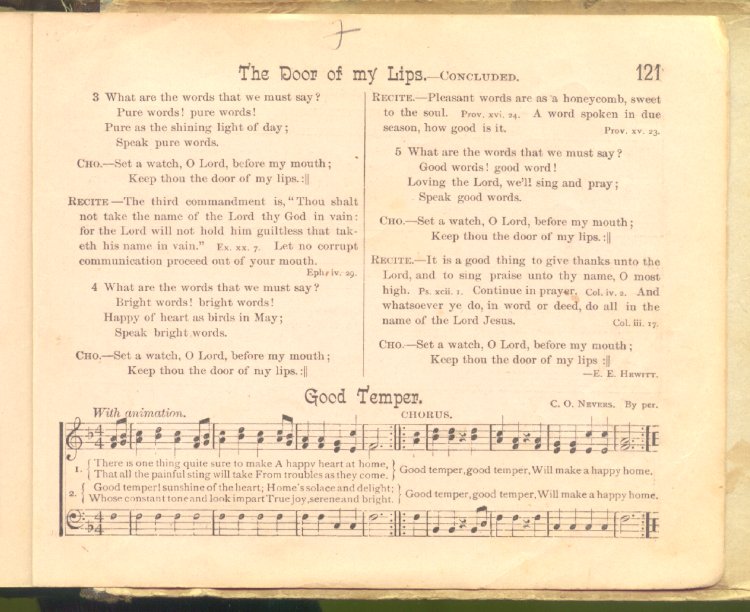 The Door of my Lips.—CONCLUDED. 121
3 What are the words that we must say?
Pure words! pure words!
Pure as the shining light of day;
Speak pure words.
CHO.—Set a watch, O Lord, before my mouth;
Keep thou the door of my lips.:||
RECITE—The third commandment is, "Thou shalt
not take the name of the Lord thy God in vain:
for the Lord will not hold him guiltless that tak-
eth his name in vain." Ex. xx. 7. Let no corrupt
communication proceed out of your mouth.
Eph. iv. 29.
4 What are the words that we must say?
Bright words! bright words!
Happy of heart as birds in May;
Speak bright words.
CHO.—Set a watch, O Lord, before my mouth;
Keep thou the door of my lips.:||
RECITE.—Pleasant words are as a honeycomb, sweet
to the soul. Prov. xvi. 24. A word spoken in due
season, how good is it. Prov. xv. 23.
5 What are the words that we must say?
Good words! good word!
Loving the Lord, we'll sing and pray;
Speak good words.
CHO.—Set a watch, O Lord, before my mouth;
Keep thou the door of my lips.:||
RECITE.—It is a good thing to give thanks unto the
Lord, and to sing praise unto thy name, O most
high. Ps. xcii. 1. Continue in prayer. Col. iv. 2. And
whatsoever ye do, in word or deed, do all in the
name of the Lord Jesus. Col. iii. 17.
CHO.—Set a watch, O Lord, before my mouth;
Keep thou the door of my lips :||
—E. E. HEWITT.
Good Temper.
C. O. NEVERS. By per.
With animation. CHORUS.
1. { There is one thing quite sure to make A happy heart at home,
That all the painful sting will take From troubles as they come. } Good temper, good temper, Will make a happy home.
2. { Good temper! sunshine of the heart; Home's solace and delight;
Whose constant tone and look impart True joy, serene and bright. } Good temper, good temper, Will make a happy home.